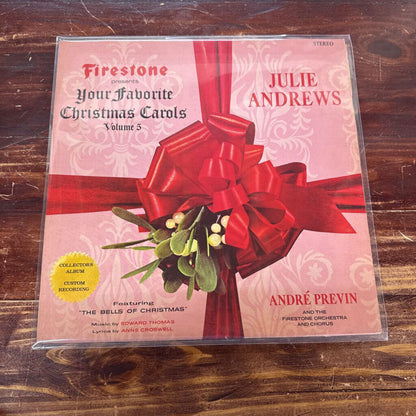 STEREO
Firestone
presents
Your Favorite
Christmas Carols
Volume 5
JULIE
ANDREWS
COLLECTORS
ALBUM
CUSTOM
RECORDING
Featuring
"THE BELLS OF CHRISTMAS"
Music by EDWARD THOMAS
Lyrics by ANNE CROSWELL
ANDRÉ PREVIN
AND THE
FIRESTONE ORCHESTRA
AND CHORUS